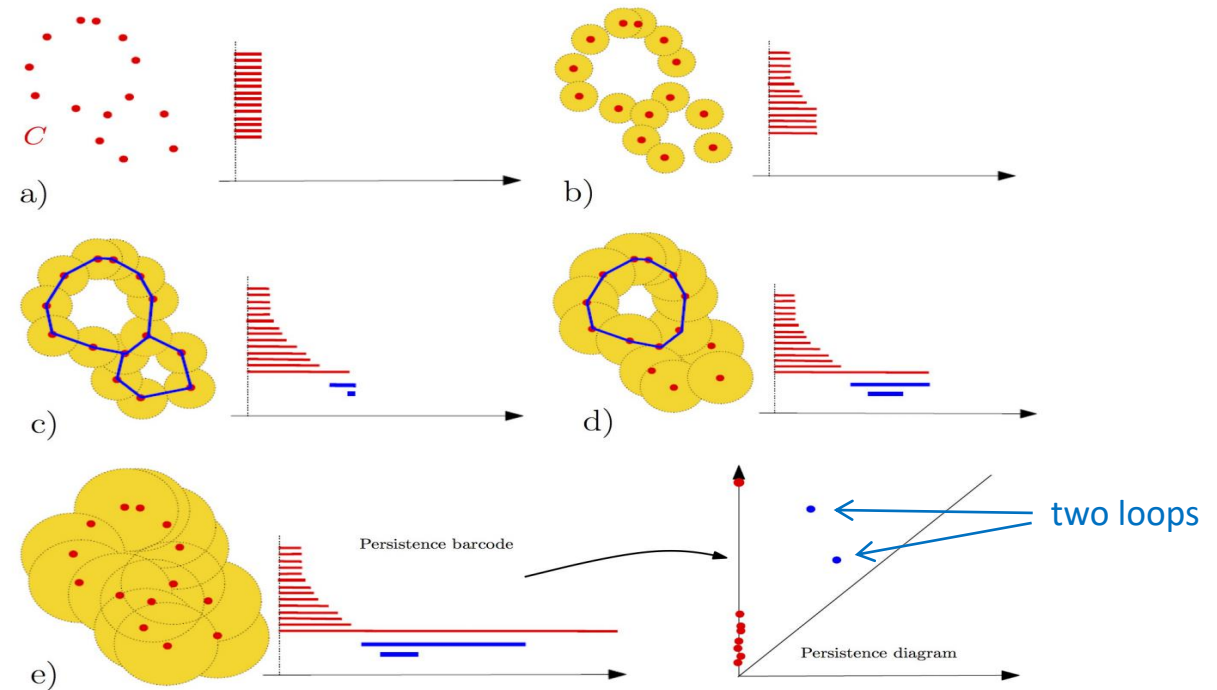 C
a)
b)
c)
d)
Persistence barcode
two loops
e)
Persistence diagram